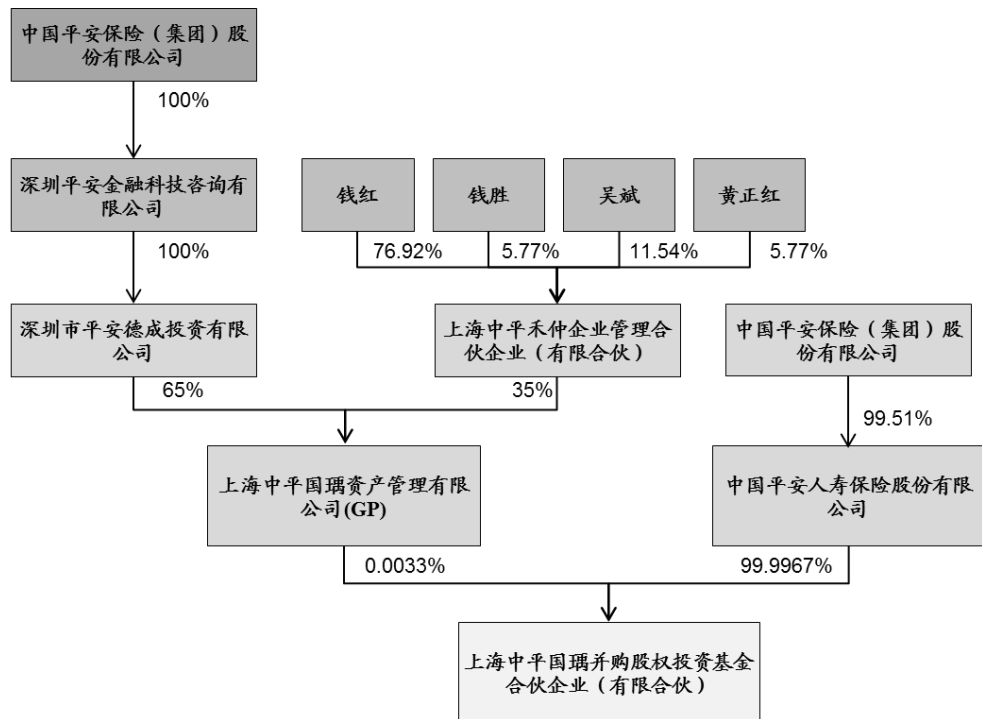 中国平安保险（集团）股
份有限公司
100%
深圳平安金融科技咨询有
限公司
钱红
钱胜
吴斌
黄正红
100%
76.92%
5.77%
11.54%
5.77%
深圳市平安德成投资有限
公司
上海中平禾仲企业管理合
伙企业（有限合伙）
中国平安保险（集团）股
份有限公司
65%
35%
99.51%
上海中平国瑀资产管理有限
公司(GP)
中国平安人寿保险股份有限
公司
0.0033%
99.9967%
上海中平国瑀并购股权投资基金
合伙企业（有限合伙）